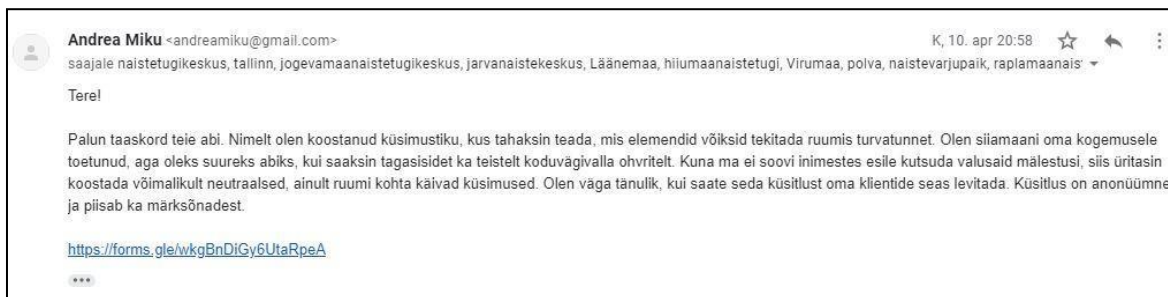 Andrea Miku <andreamiku@gmail.com> K, 10. apr 20:58
saajale naistetugikeskus, tallinn, jogevamaanaistetugikeskus, jarvanaistekeskus, Läänemaa, hiiumaanaistetugi, Virumaa, polva, naistevarjupaik, raplamaanais
Tere!
Palun taaskord teie abi. Nimelt olen koostanud küsimustiku, kus tahaksin teada, mis elemendid võiksid tekitada ruumis turvatunnet. Olen siiamaani oma kogemusele
toetunud, aga oleks suureks abiks, kui saaksin tagasisidet ka teistelt koduvägivalla ohvritelt. Kuna ma ei soovi inimestes esile kutsuda valusaid mälestusi, siis üritasin
koostada võimalikult neutraalsed, ainult ruumi kohta käivad küsimused. Olen väga tänulik, kui saate seda küsitlust oma klientide seas levitada. Küsitlus on anonüümne
ja piisab ka märksõnadest.
https://forms.gle/wkgBnDiGy6UtaRpeA